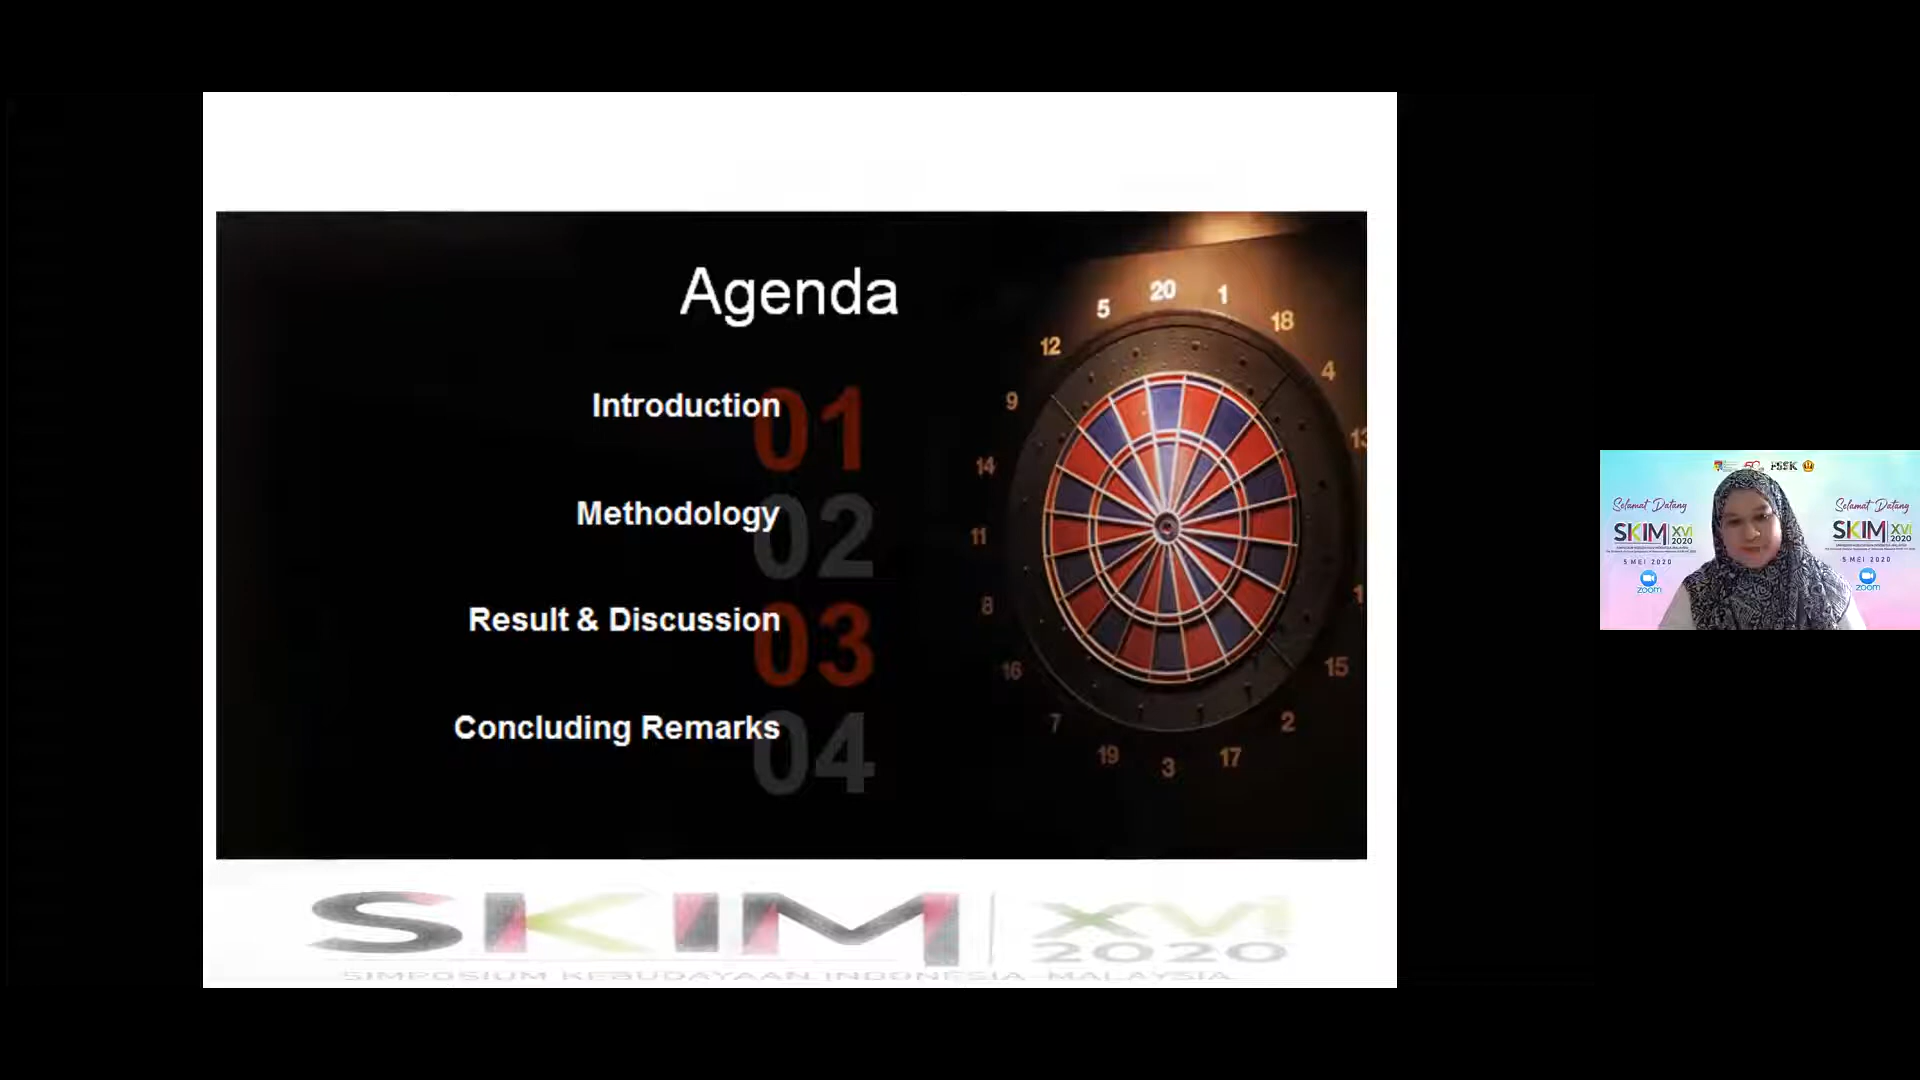 Agenda
Introduction
01
Methodology
02
Result & Discussion
03
Concluding Remarks
04
20
5
1
12
18
9
4
14
13
11
8
16
15
7
2
19
17
3
SKIM XVI
2020
SIMPOSIUM KEBUDAYAAN INDONESIA MALAYSIA
Selamat Datang
SKIM XVI
2020
5 MEI 2020
zoom
Selamat Datang
SKIM XVI
2020
5 MEI 2020
zoom